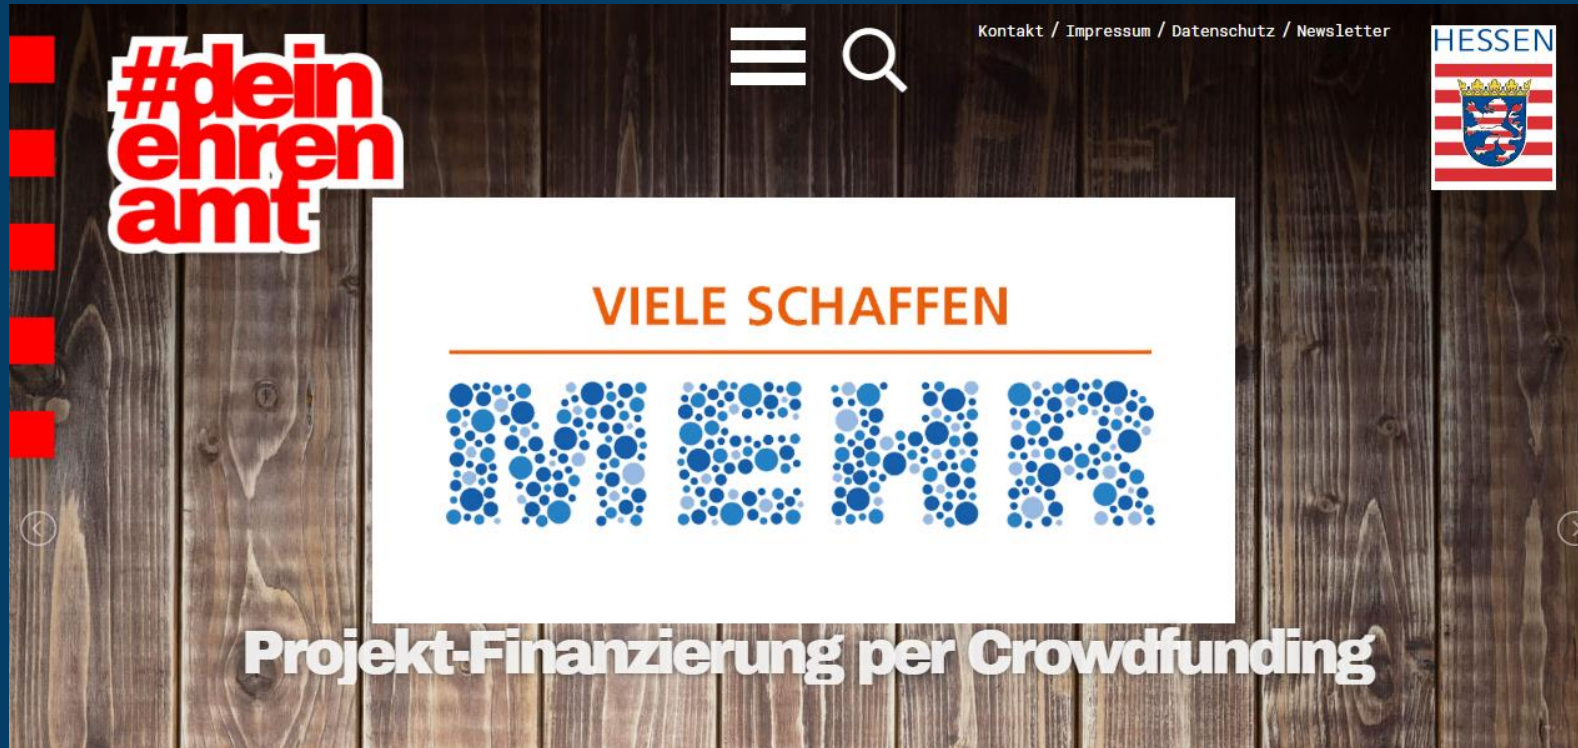 #dein
ehren
amt
Kontakt / Impressum / Datenschutz / Newsletter
HESSEN
VIELE SCHAFFEN
MEHR
Projekt-Finanzierung per Crowdfunding